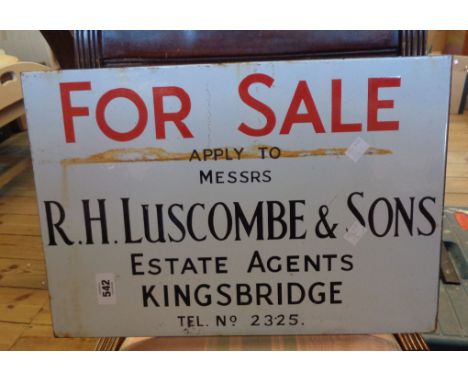 FOR SALE
APPLY TO
MESSRS
R.H. LUSCOMBE & SONS
ESTATE AGENTS
KINGSBRIDGE
TEL. No 2325.
542